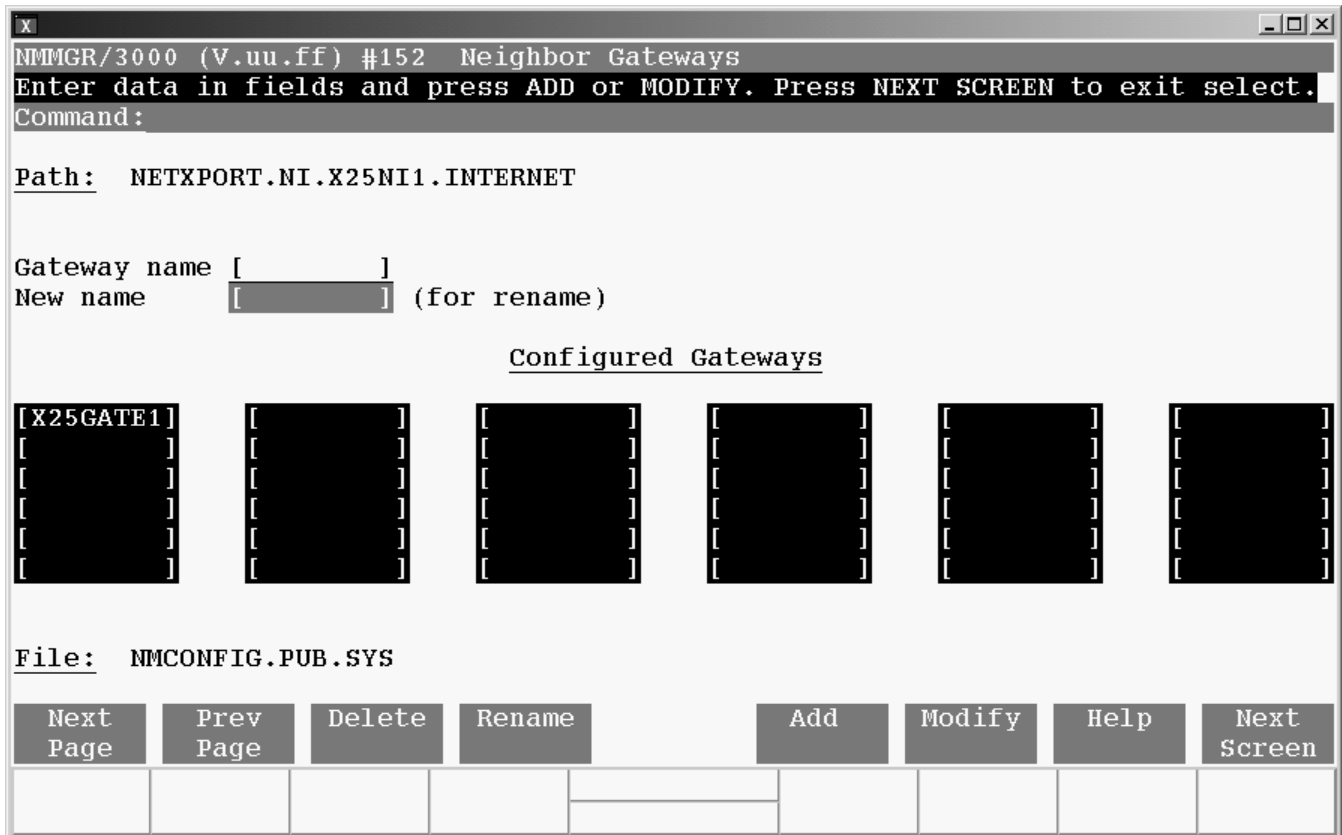 X
NMMGR/3000 (V.uu.ff) #152  Neighbor Gateways
Enter data in fields and press ADD or MODIFY. Press NEXT SCREEN to exit select.
Command:
Path:  NETXPORT.NI.X25NI1.INTERNET
Gateway name [        ]
New name     [        ] (for rename)
Configured Gateways
[X25GATE1]    [        ]    [        ]    [        ]    [        ]    [        ]
[        ]    [        ]    [        ]    [        ]    [        ]    [        ]
[        ]    [        ]    [        ]    [        ]    [        ]    [        ]
[        ]    [        ]    [        ]    [        ]    [        ]    [        ]
[        ]    [        ]    [        ]    [        ]    [        ]    [        ]
[        ]    [        ]    [        ]    [        ]    [        ]    [        ]
File:  NMCONFIG.PUB.SYS
Next Page
Prev Page
Delete
Rename
Add
Modify
Help
Next Screen